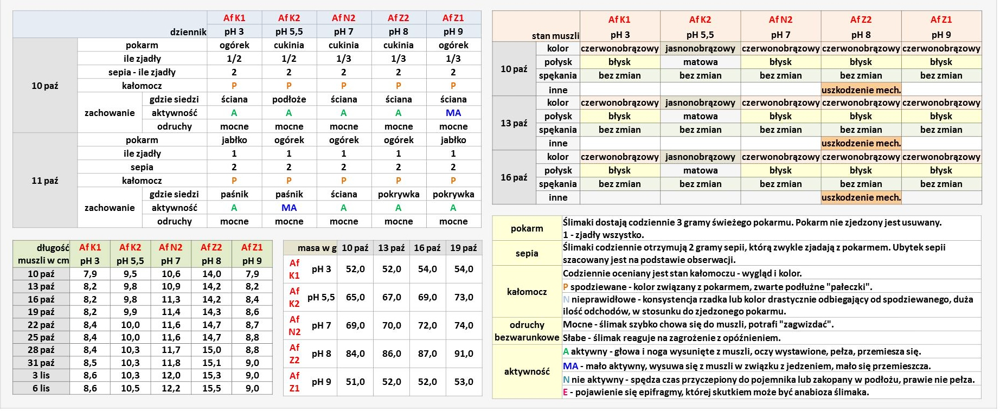 dziennik Af K1 Af K2 Af N2 Af Z2 Af Z1
pH 3 pH 5,5 pH 7 pH 8 pH 9
10 paź
pokarm ogórek cukinia cukinia cukinia ogórek
ile zjadły 1/2 1/2 1/3 1/3 1/3
sepia - ile zjadły 2 2 2 2 2
kałomocz P P P P P
zachowanie
gdzie siedzi ściana podłoże ściana ściana ściana
aktywność A A A A MA
odruchy mocne mocne mocne mocne mocne
11 paź
pokarm jabłko ogórek ogórek ogórek jabłko
ile zjadły 1 1 1 1 1
sepia 2 2 2 2 2
kałomocz P P P P P
zachowanie
gdzie siedzi paśnik paśnik ściana pokrywka pokrywka
aktywność A MA A A A
odruchy mocne mocne mocne mocne mocne
długość Af K1 Af K2 Af N2 Af Z2 Af Z1
muszli w cm pH 3 pH 5,5 pH 7 pH 8 pH 9
10 paź 7,9 9,5 10,6 14,0 7,9
13 paź 8,2 9,8 10,9 14,2 8,2
16 paź 8,2 9,8 11,3 14,2 8,4
19 paź 8,2 9,9 11,4 14,3 8,6
22 paź 8,4 10,0 11,6 14,7 8,7
25 paź 8,4 10,0 11,6 14,7 8,8
28 paź 8,4 10,3 11,7 15,0 8,8
31 paź 8,5 10,3 11,8 15,1 9,0
3 lis 8,6 10,3 12,0 15,3 9,0
6 lis 8,6 10,5 12,2 15,5 9,0
masa w g 10 paź 13 paź 16 paź 19 paź
Af K1 pH 3 52,0 52,0 54,0 54,0
Af K2 pH 5,5 65,0 67,0 69,0 73,0
Af N2 pH 7 69,0 70,0 72,0 74,0
Af Z2 pH 8 84,0 86,0 87,0 91,0
Af Z1 pH 9 51,0 52,0 52,0 53,0
stan muszli Af K1 Af K2 Af N2 Af Z2 Af Z1
pH 3 pH 5,5 pH 7 pH 8 pH 9
10 paź
kolor czerwonobrązowy jasnonobrązowy czerwonobrązowy czerwonobrązowy czerwonobrązowy
połysk błysk matowa błysk błysk błysk
spękania bez zmian bez zmian bez zmian bez zmian bez zmian
inne uszkodzenie mech.
13 paź
kolor czerwonobrązowy jasnonobrązowy czerwonobrązowy czerwonobrązowy czerwonobrązowy
połysk błysk matowa błysk błysk błysk
spękania bez zmian bez zmian bez zmian bez zmian bez zmian
inne uszkodzenie mech.
16 paź
kolor czerwonobrązowy jasnonobrązowy czerwonobrązowy czerwonobrązowy czerwonobrązowy
połysk błysk matowa błysk błysk błysk
spękania bez zmian bez zmian bez zmian bez zmian bez zmian
inne uszkodzenie mech.
pokarm
Ślimaki dostają codziennie 3 gramy świeżego pokarmu. Pokarm nie zjedzony jest usuwany.
1 - zjadły wszystko.
sepia
Ślimaki codziennie otrzymują 2 gramy sepii, którą zwykle zjadają z pokarmem. Ubytek sepii
szacowany jest na podstawie obserwacji.
kałomocz
Codziennie oceniany jest stan kałomoczu - wygląd i kolor.
P spodziewane - kolor związany z pokarmem, zwarte podłużne "pałeczki".
N nieprawidłowe - konsystencja rzadka lub kolor drastycznie odbiegający od spodziewanego, duża
ilość odchodów, w stosunku do zjedzonego pokarmu.
odruchy
bezwarunkowe
Mocne - ślimak szybko chowa się do muszli, potrafi "zagwizdać".
Słabe - ślimak reaguje na zagrożenie z opóźnieniem.
aktywność
A aktywny - głowa i noga wysunięte z muszli, oczy wystawione, pełza, przemiesza się.
MA - mało aktywny, wysuwa się z muszli w związku z jedzeniem, mało się przemieszcza.
N nie aktywny - spędza czas przyczepiony do pojemnika lub zakopany w podłożu, prawie nie pełza.
E - pojawienie się epifragmy, której skutkiem może być anabioza ślimaka.